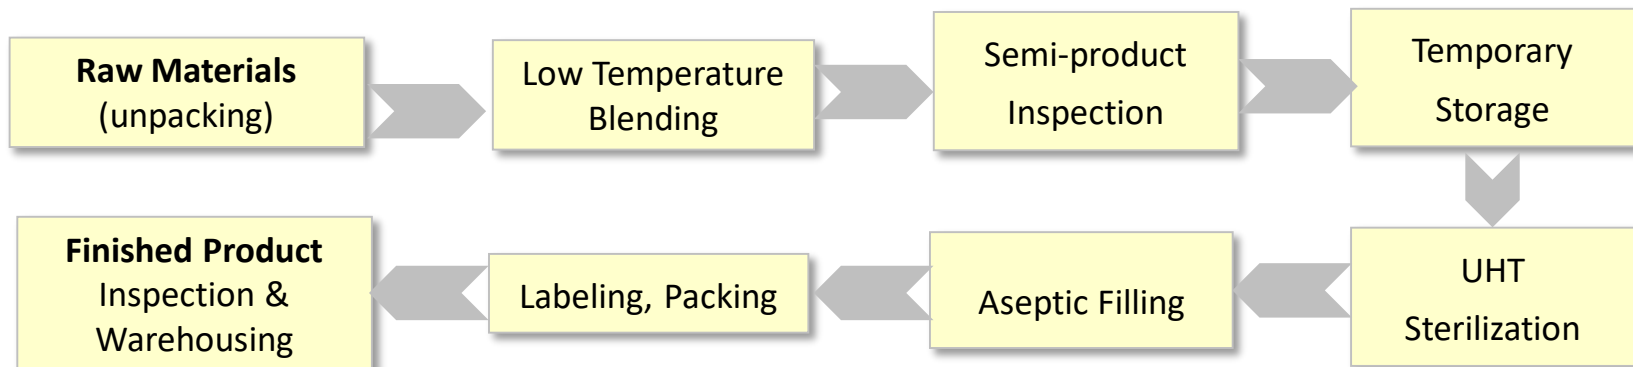 Raw Materials
(unpacking)
Low Temperature
Blending
Semi-product
Inspection
Temporary
Storage
UHT
Sterilization
Aseptic Filling
Labeling, Packing
Finished Product
Inspection &
Warehousing